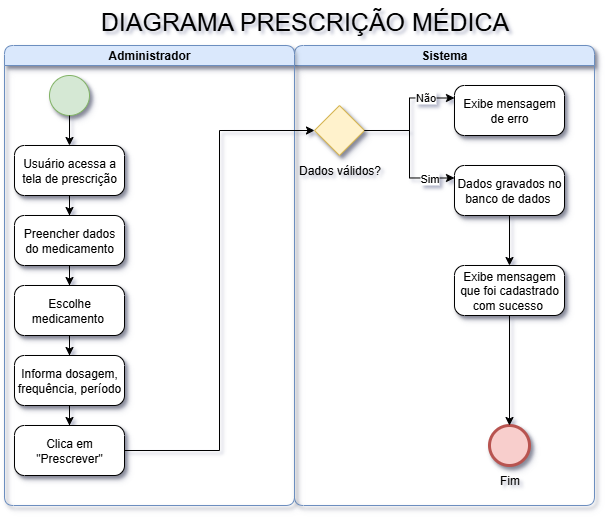 DIAGRAMA PRESCRIÇÃO MÉDICA
Administrador
Sistema
Usuário acessa a
tela de prescrição
Preencher dados
do medicamento
Escolhe
medicamento
Informa dosagem,
frequência, período
Clica em
"Prescrever"
Dados válidos?
Não
Exibe mensagem
de erro
Sim
Dados gravados no
banco de dados
Exibe mensagem
que foi cadastrado
com sucesso
Fim